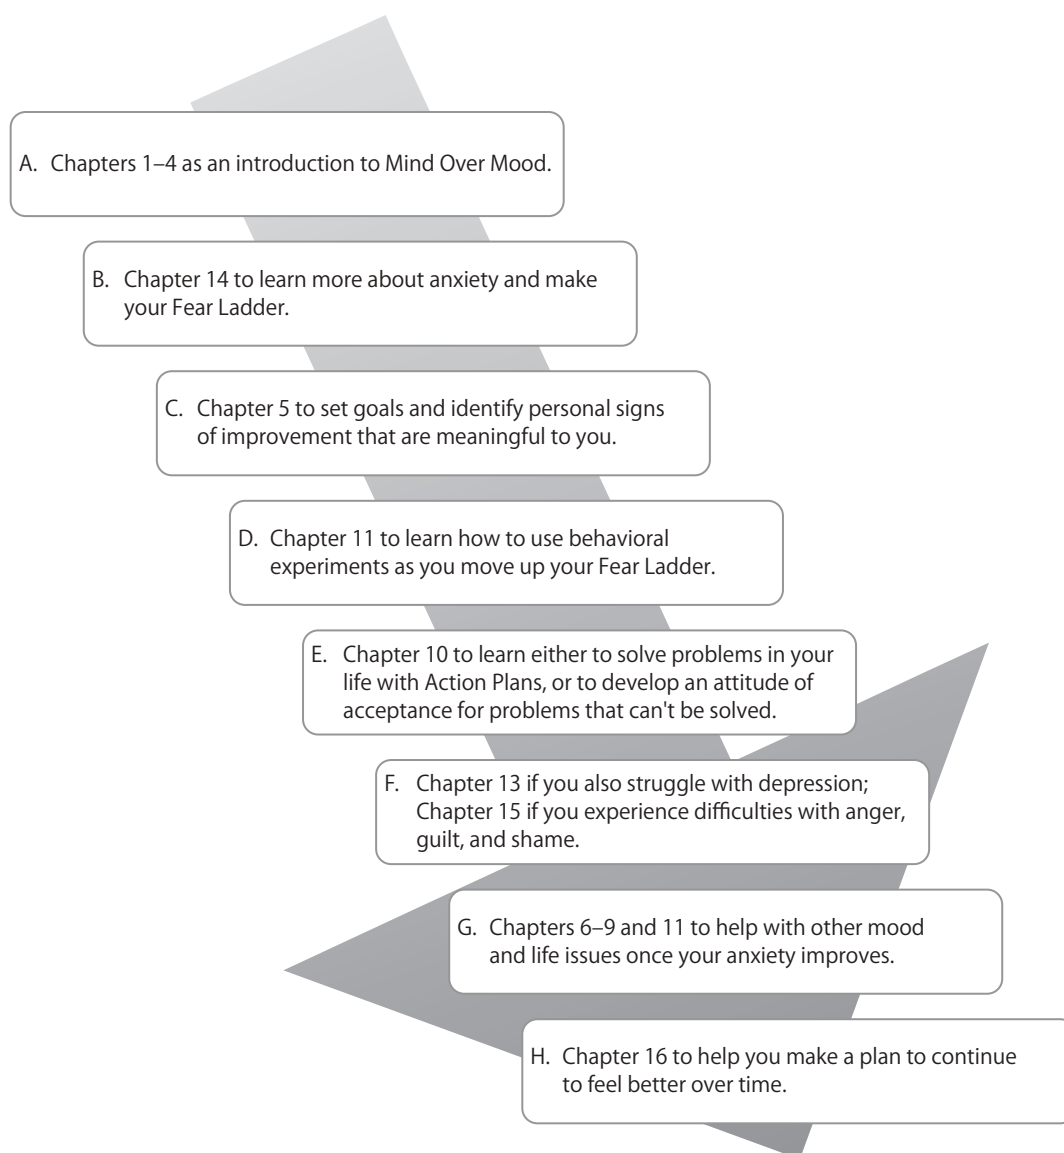 A. Chapters 1–4 as an introduction to Mind Over Mood.
B. Chapter 14 to learn more about anxiety and make
your Fear Ladder.
C. Chapter 5 to set goals and identify personal signs
of improvement that are meaningful to you.
D. Chapter 11 to learn how to use behavioral
experiments as you move up your Fear Ladder.
E. Chapter 10 to learn either to solve problems in your
life with Action Plans, or to develop an attitude of
acceptance for problems that can't be solved.
F. Chapter 13 if you also struggle with depression;
Chapter 15 if you experience difficulties with anger,
guilt, and shame.
G. Chapters 6–9 and 11 to help with other mood
and life issues once your anxiety improves.
H. Chapter 16 to help you make a plan to continue
to feel better over time.